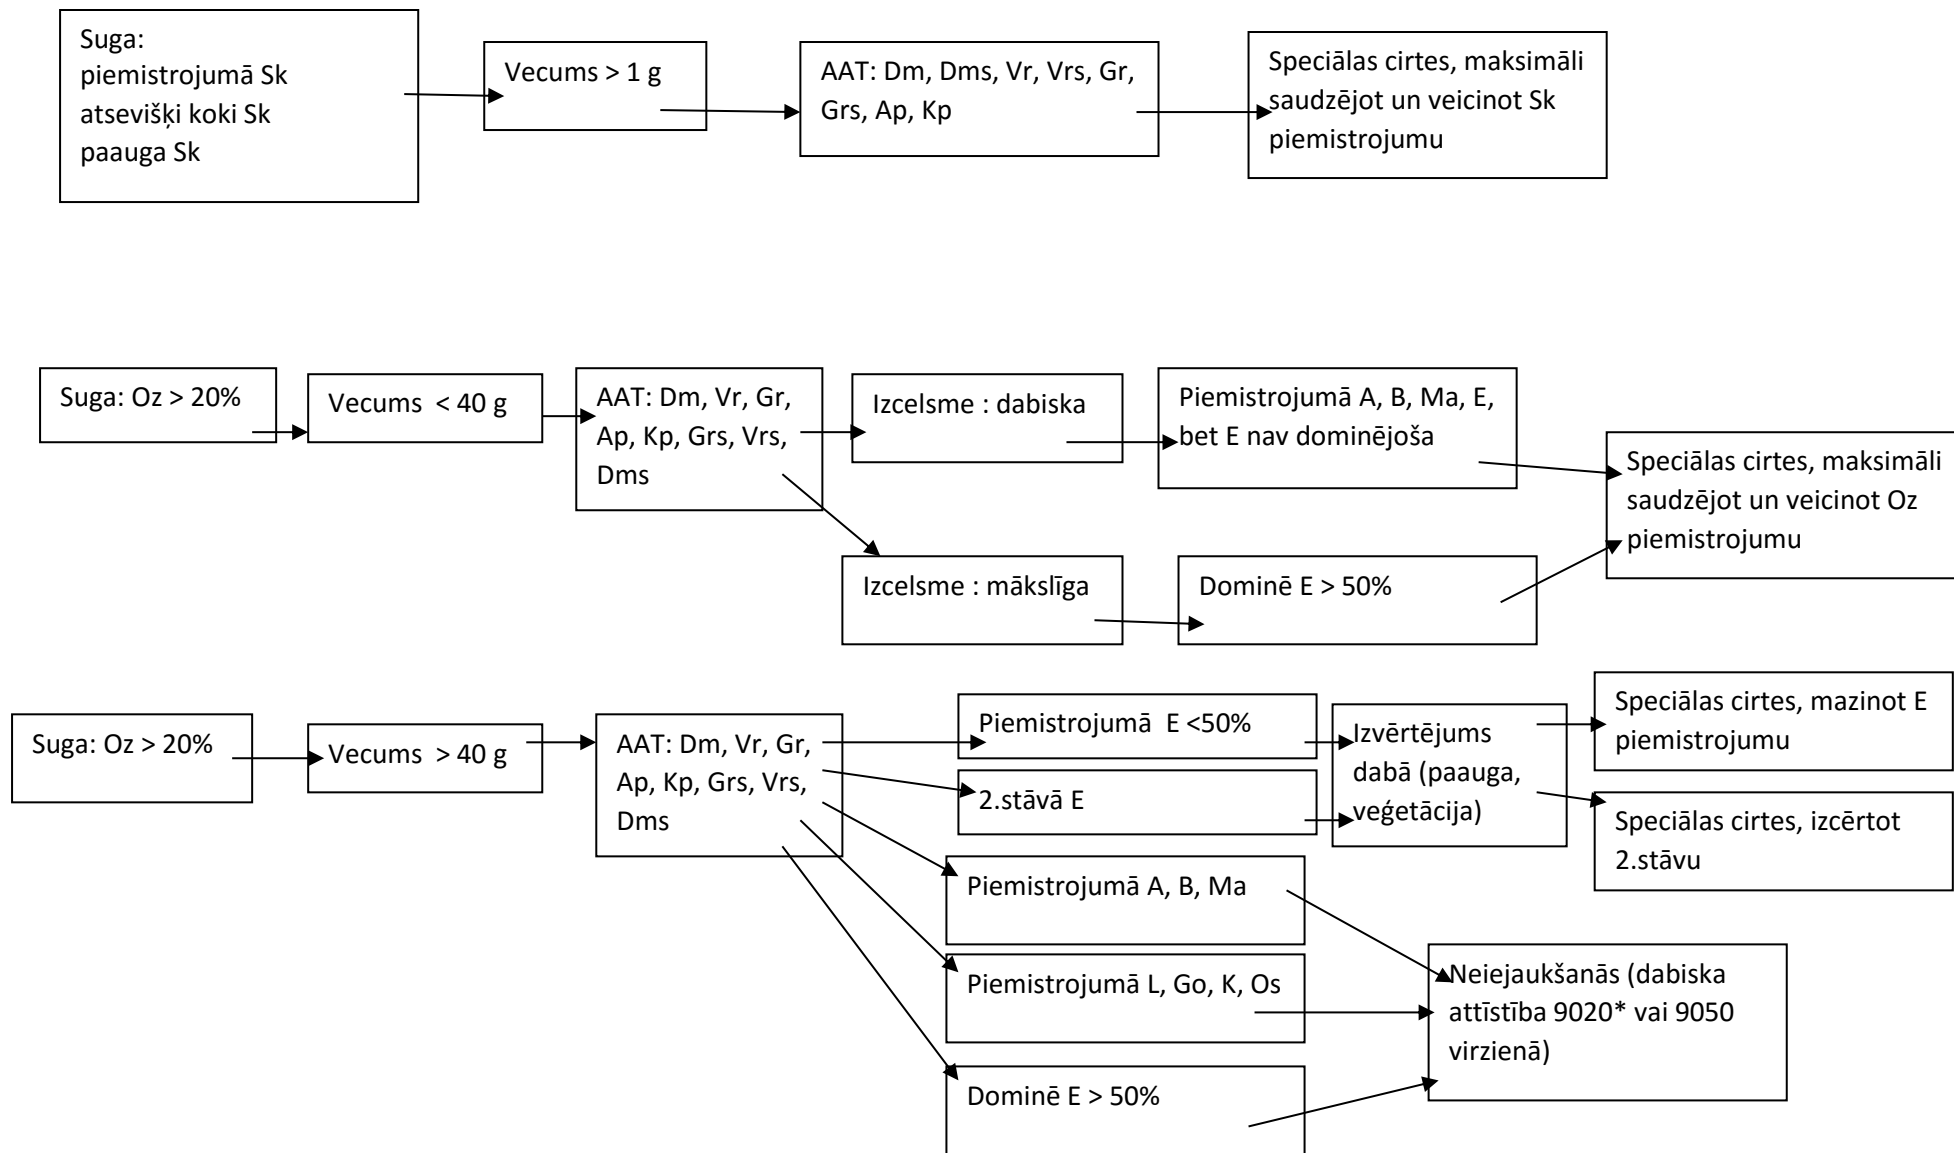 Suga:
piemistrojumā Sk
atsevišķi koki Sk
paauga Sk
Vecums > 1 g
AAT: Dm, Dms, Vr, Vrs, Gr,
Grs, Ap, Kp
Speciālas cirtes, maksimāli
saudzējot un veicinot Sk
piemistrojumu
Suga: Oz > 20%
Vecums < 40 g
AAT: Dm, Vr, Gr,
Ap, Kp, Grs, Vrs,
Dms
Izcelsme : dabiska
Piemistrojumā A, B, Ma, E,
bet E nav dominējoša
Izcelsme : mākslīga
Dominē E > 50%
Speciālas cirtes, maksimāli
saudzējot un veicinot Oz
piemistrojumu
Suga: Oz > 20%
Vecums > 40 g
AAT: Dm, Vr, Gr,
Ap, Kp, Grs, Vrs,
Dms
Piemistrojumā E <50%
2.stāvā E
Izvērtējums
dabā (paauga,
veģetācija)
Speciālas cirtes, mazinot E
piemistrojumu
Speciālas cirtes, izcērtot
2.stāvu
Piemistrojumā A, B, Ma
Piemistrojumā L, Go, K, Os
Dominē E > 50%
Neiejaukšanās (dabiska
attīstība 9020* vai 9050
virzienā)